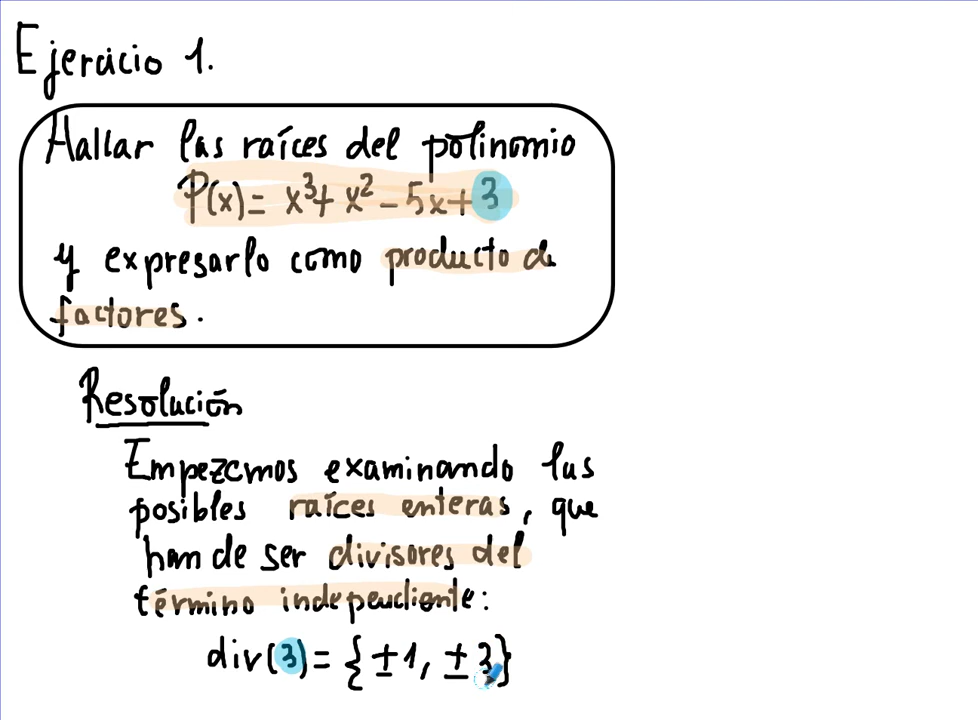 Ejercicio 1.
Hallar las raíces del polinomio
P(x) = x³ + x² - 5x + 3
y expresarlo como producto de
factores.
Resolución
Empezamos examinando las
posibles raíces enteras, que
han de ser divisores del
término independiente:
div(3) = {±1, ±3}